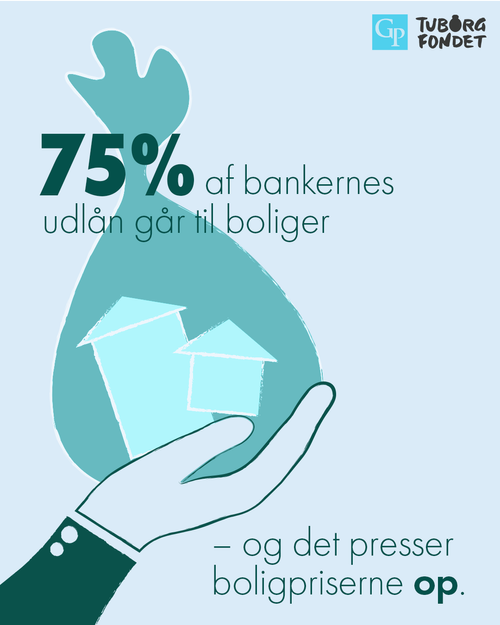 GP TUBORG
FONDET
75% af bankernes
udlån går til boliger
– og det presser
boligpriserne op.